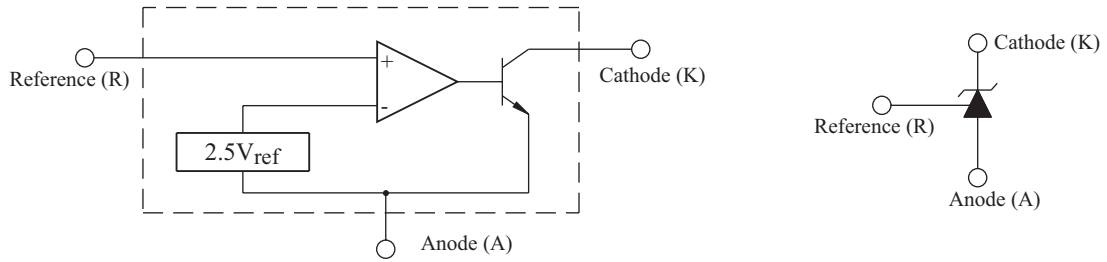 Reference (R)
+
-
2.5Vref
Cathode (K)
Anode (A)
Cathode (K)
Reference (R)
Anode (A)